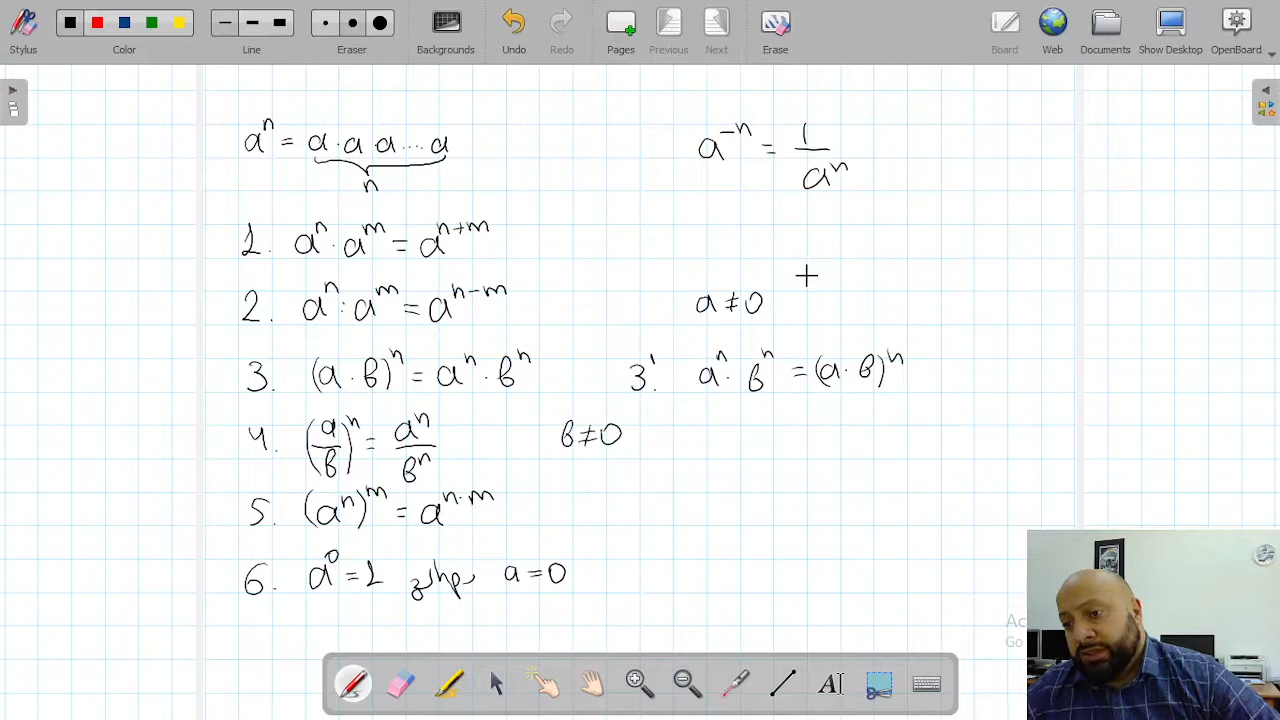 Stylus Color Line Eraser Backgrounds Undo Redo Pages Previous Next Erase Board Web Documents Show Desktop OpenBoard
aⁿ = a · a · a ··· a
n
a⁻ⁿ = 1/aⁿ
1. aⁿ · aᵐ = aⁿ⁺ᵐ
2. aⁿ : aᵐ = aⁿ⁻ᵐ a ≠ 0
3. (a · b)ⁿ = aⁿ · bⁿ 3'. aⁿ · bⁿ = (a · b)ⁿ
4. (a/b)ⁿ = aⁿ/bⁿ b ≠ 0
5. (aⁿ)ᵐ = aⁿ·ᵐ
6. a⁰ = 1 a = 0